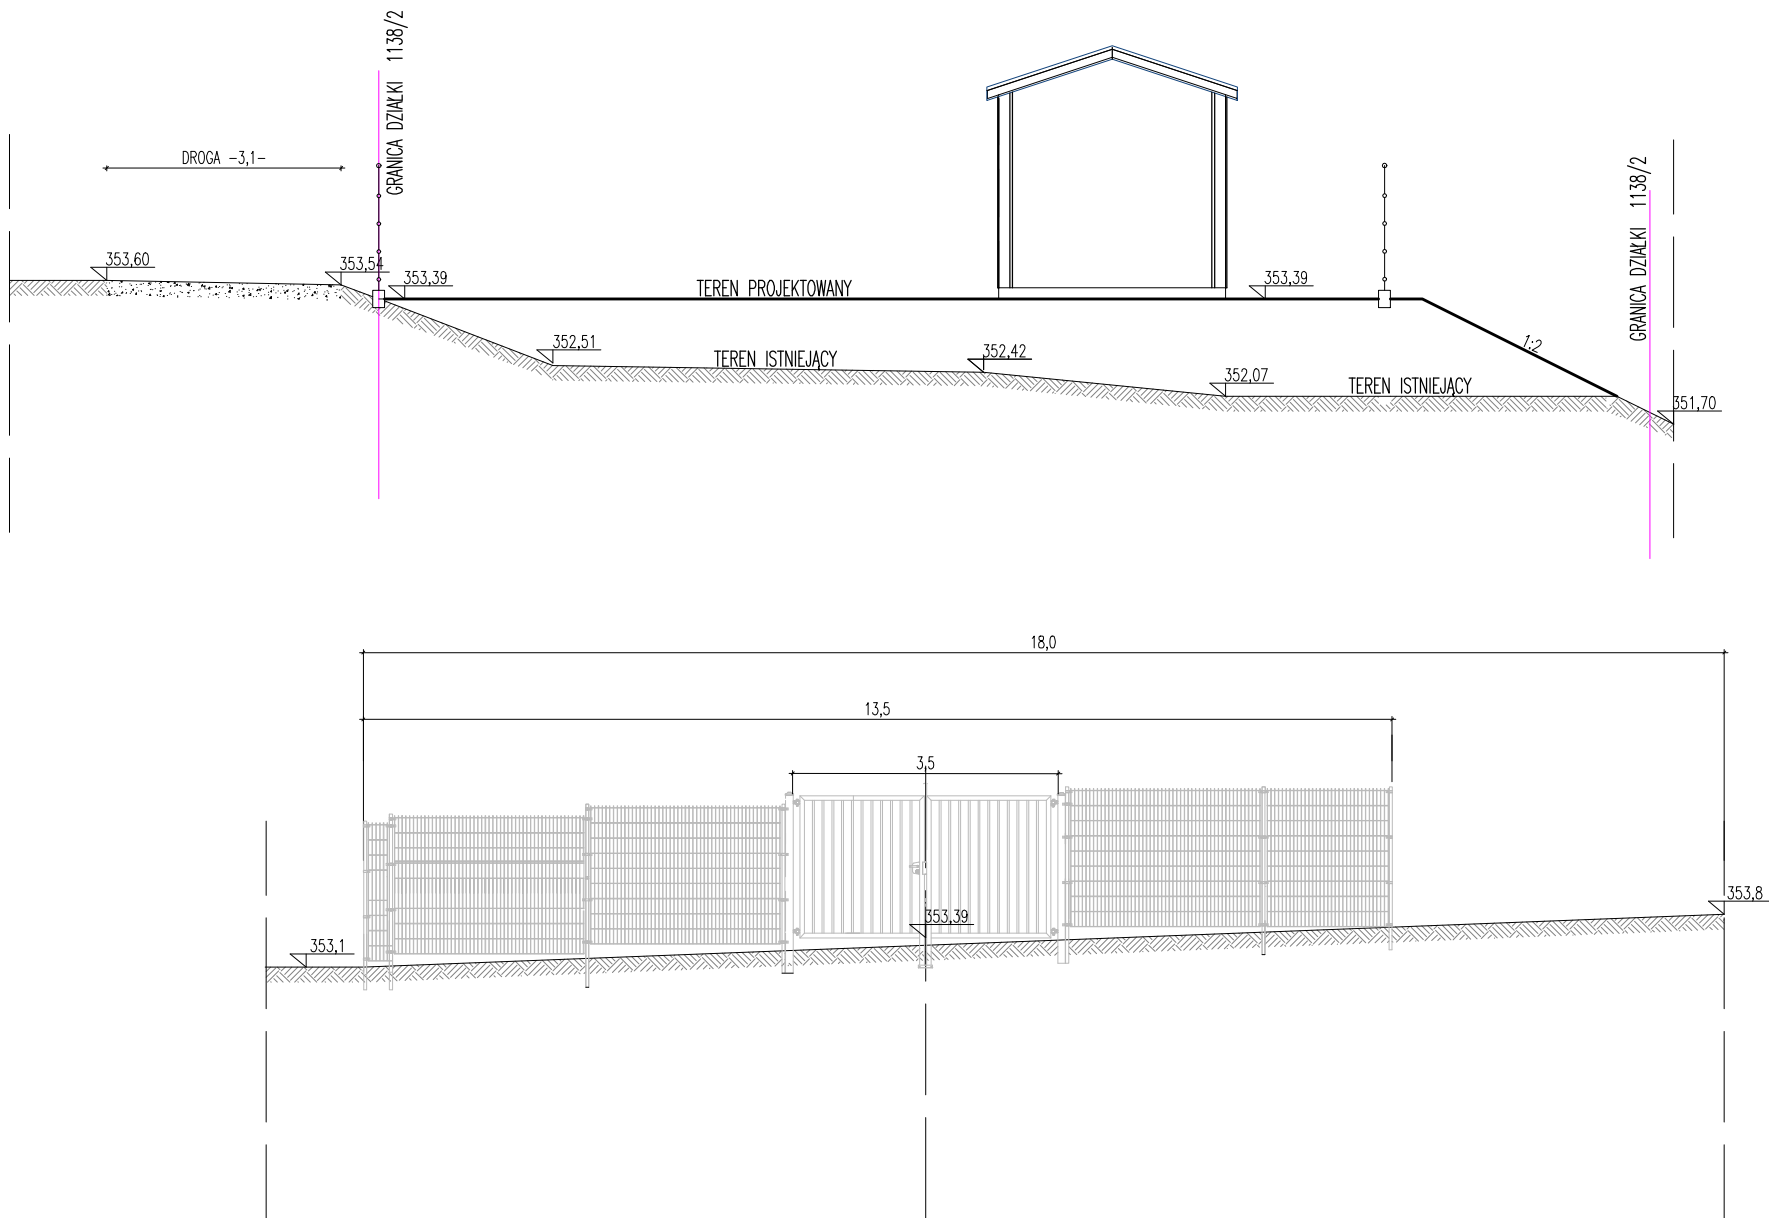 GRANICA DZIAŁKI 1138/2
DROGA -3,1-
GRANICA DZIAŁKI 1138/2
353,60
353,54
353,39
TEREN PROJEKTOWANY
353,39
352,51
TEREN ISTNIEJĄCY
352,42
1:2
352,07
TEREN ISTNIEJĄCY
351,70
18,0
13,5
3,5
353,8
353,39
353,1